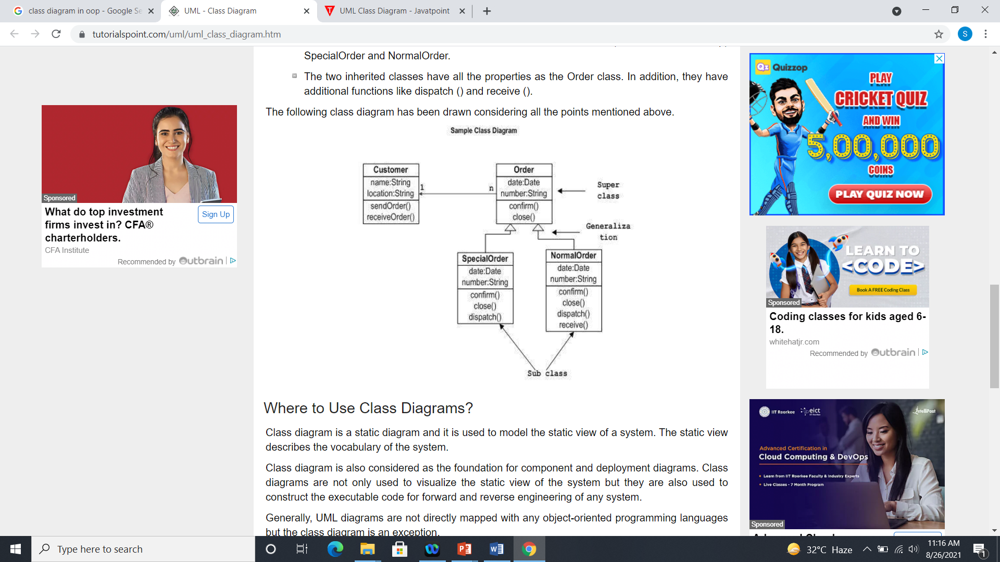 class diagram in oop - Google Se
UML - Class Diagram
UML Class Diagram - Javatpoint
tutorialspoint.com/uml/uml_class_diagram.htm
S
SpecialOrder and NormalOrder.
The two inherited classes have all the properties as the Order class. In addition, they have
additional functions like dispatch () and receive ().
The following class diagram has been drawn considering all the points mentioned above.
Sample Class Diagram
Customer
name:String
location:String
sendOrder()
receiveOrder()
1
n
Order
date:Date
number:String
confirm()
close()
Super
class
Generaliza
tion
SpecialOrder
date:Date
number:String
confirm()
close()
dispatch()
NormalOrder
date:Date
number:String
confirm()
close()
dispatch()
receive()
Sub class
Where to Use Class Diagrams?
Class diagram is a static diagram and it is used to model the static view of a system. The static view
describes the vocabulary of the system.
Class diagram is also considered as the foundation for component and deployment diagrams. Class
diagrams are not only used to visualize the static view of the system but they are also used to
construct the executable code for forward and reverse engineering of any system.
Generally, UML diagrams are not directly mapped with any object-oriented programming languages
but the class diagram is an exception.
Sponsored
What do top investment
firms invest in? CFA®
charterholders.
Sign Up
CFA Institute
Recommended by Outbrain
Qz Quizzop
PLAY
CRICKET QUIZ
AND WIN
5,00,000
COINS
PLAY QUIZ NOW
LEARN TO
<CODE>
Book A FREE Coding Class
Sponsored
Coding classes for kids aged 6-
18.
whitehatjr.com
Recommended by Outbrain
IIT Roorkee
eict
IntelliPaat
Advanced Certification in
Cloud Computing & DevOps
Learn from IIT Roorkee Faculty & Industry Experts
Live Classes - 7 Month Program
Sponsored
Type here to search
32°C Haze
11:16 AM
8/26/2021
1